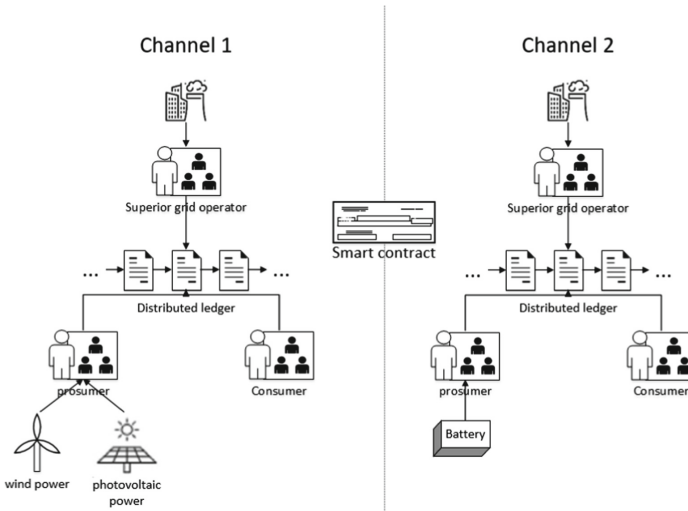 Channel 1
Channel 2
Superior grid operator
Superior grid operator
Smart contract
...
...
...
...
Distributed ledger
Distributed ledger
prosumer
Consumer
prosumer
Consumer
Battery
wind power
photovoltaic
power